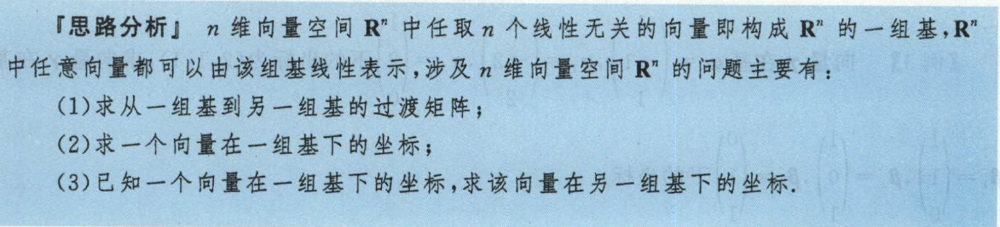 『思路分析』 n 维向量空间 Rⁿ 中任取 n 个线性无关的向量即构成 Rⁿ 的一组基,Rⁿ
中任意向量都可以由该组基线性表示,涉及 n 维向量空间 Rⁿ 的问题主要有:
(1)求从一组基到另一组基的过渡矩阵;
(2)求一个向量在一组基下的坐标;
(3)已知一个向量在一组基下的坐标,求该向量在另一组基下的坐标.